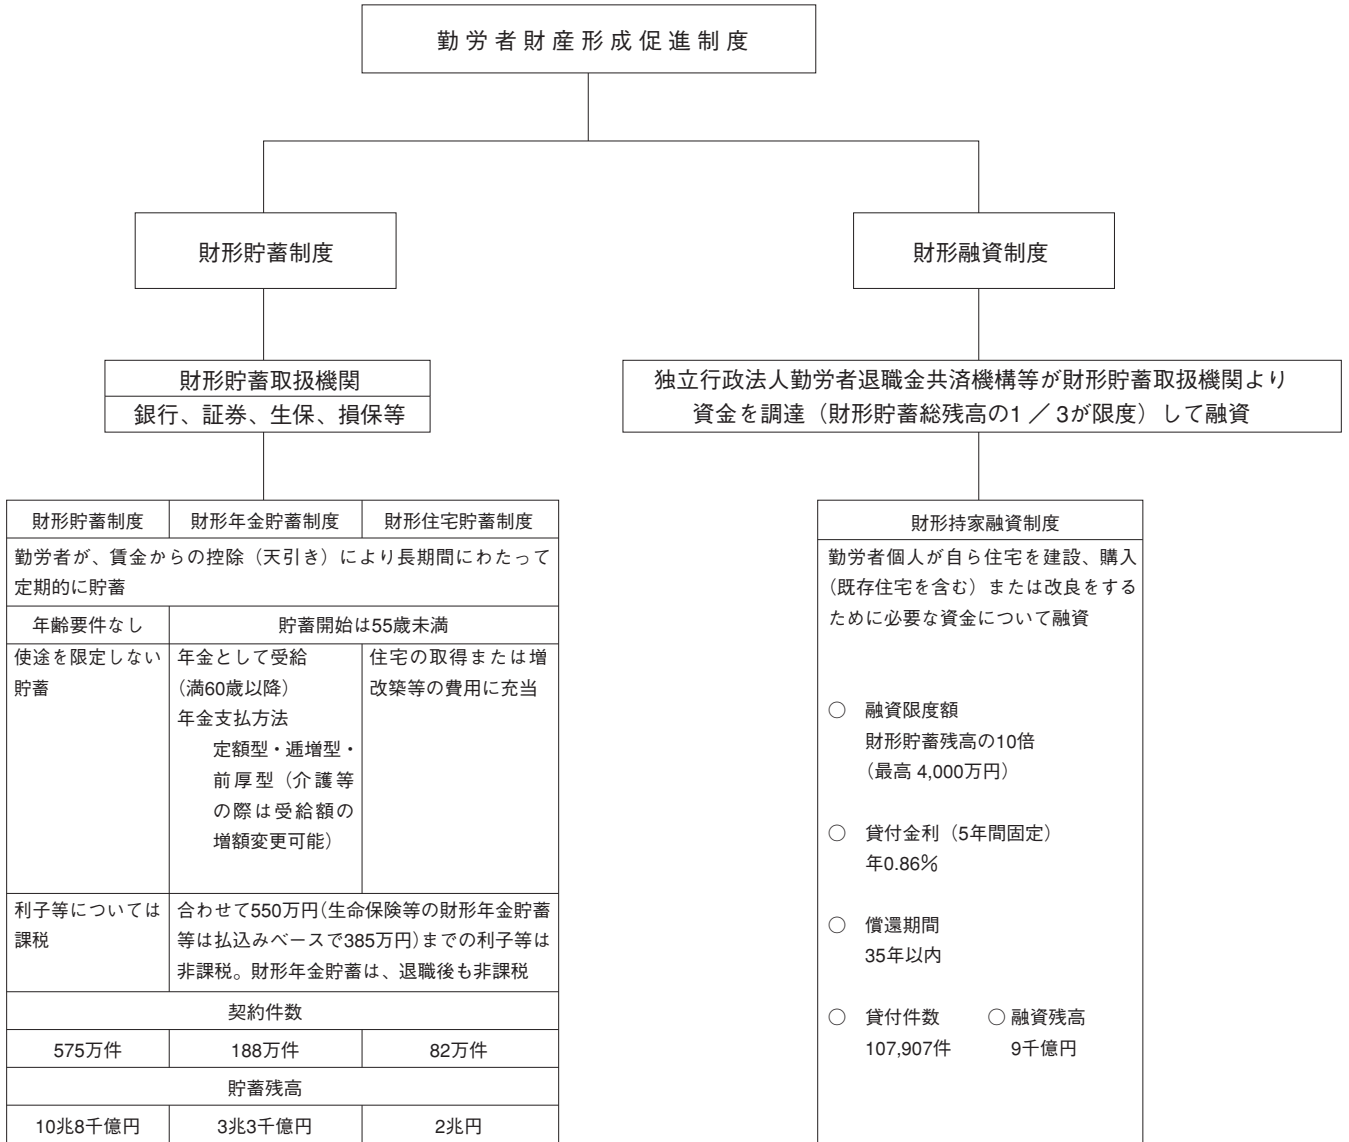 勤労者財産形成促進制度
財形貯蓄制度
財形融資制度
財形貯蓄取扱機関
銀行、証券、生保、損保等
独立行政法人勤労者退職金共済機構等が財形貯蓄取扱機関より
資金を調達（財形貯蓄総残高の1／3が限度）して融資
財形貯蓄制度
財形年金貯蓄制度
財形住宅貯蓄制度
勤労者が、賃金からの控除（天引き）により長期間にわたって
定期的に貯蓄
年齢要件なし
貯蓄開始は55歳未満
使途を限定しない
貯蓄
年金として受給
（満60歳以降）
年金支払方法
定額型・逓増型・
前厚型（介護等
の際は受給額の
増額変更可能）
住宅の取得または増
改築等の費用に充当
利子等については
課税
合わせて550万円（生命保険等の財形年金貯蓄
等は払込みベースで385万円）までの利子等は
非課税。財形年金貯蓄は、退職後も非課税
契約件数
575万件
188万件
82万件
貯蓄残高
10兆8千億円
3兆3千億円
2兆円
財形持家融資制度
勤労者個人が自ら住宅を建設、購入
（既存住宅を含む）または改良をする
ために必要な資金について融資
○ 融資限度額
財形貯蓄残高の10倍
（最高 4,000万円）
○ 貸付金利（5年間固定）
年0.86％
○ 償還期間
35年以内
○ 貸付件数 ○ 融資残高
107,907件 9千億円